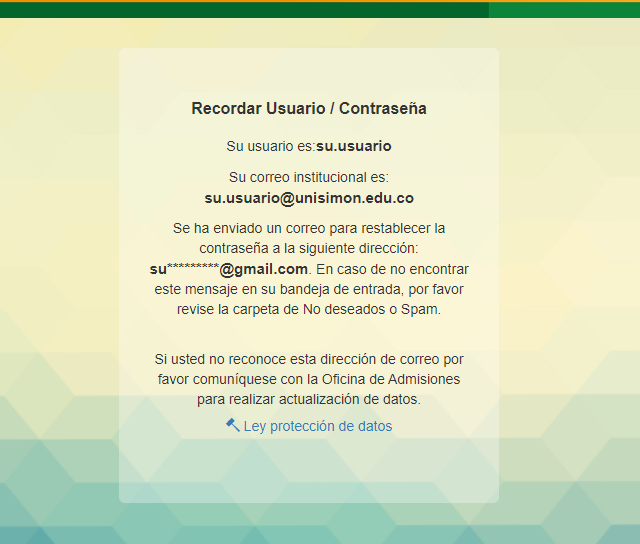 Recordar Usuario / Contraseña
Su usuario es:su.usuario
Su correo institucional es:
su.usuario@unisimon.edu.co
Se ha enviado un correo para restablecer la
contraseña a la siguiente dirección:
su*********@gmail.com. En caso de no encontrar
este mensaje en su bandeja de entrada, por favor
revise la carpeta de No deseados o Spam.
Si usted no reconoce esta dirección de correo por
favor comuníquese con la Oficina de Admisiones
para realizar actualización de datos.
Ley protección de datos